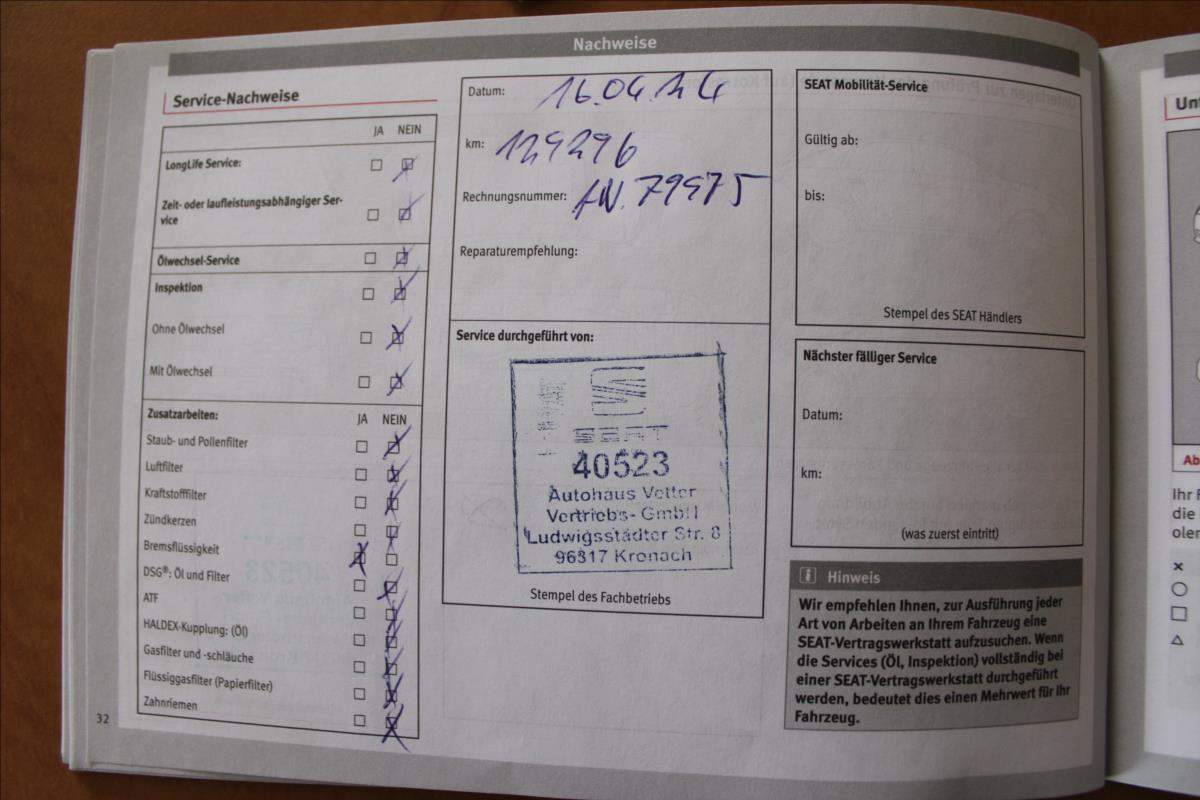 Nachweise
Service-Nachweise
JA NEIN
LongLife Service:
Zeit- oder laufleistungsabhängiger Ser-
vice
Ölwechsel-Service
Inspektion
Ohne Ölwechsel
Mit Ölwechsel
Zusatzarbeiten: JA NEIN
Staub- und Pollenfilter
Luftfilter
Kraftstofffilter
Zündkerzen
Bremsflüssigkeit
DSG®: Öl und Filter
ATF
HALDEX-Kupplung: (Öl)
Gasfilter und -schläuche
Flüssiggasfilter (Papierfilter)
Zahnriemen
32
Datum:
km: 129296
Rechnungsnummer: AW. 79975
Reparaturempfehlung:
Service durchgeführt von:
SEAT
40523
Autohaus Vetter
Vertriebs-GmbH
Ludwigsstädter Str. 8
96317 Kronach
Stempel des Fachbetriebs
SEAT Mobilität-Service
Gültig ab:
bis:
Stempel des SEAT Händlers
Nächster fälliger Service
Datum:
km:
(was zuerst eintritt)
Hinweis
Wir empfehlen Ihnen, zur Ausführung jeder
Art von Arbeiten an Ihrem Fahrzeug eine
SEAT-Vertragswerkstatt aufzusuchen. Wenn
die Services (Öl, Inspektion) vollständig bei
einer SEAT-Vertragswerkstatt durchgeführt
werden, bedeutet dies einen Mehrwert für Ihr
Fahrzeug.
Unt
Ab
Ihr F
die
oler